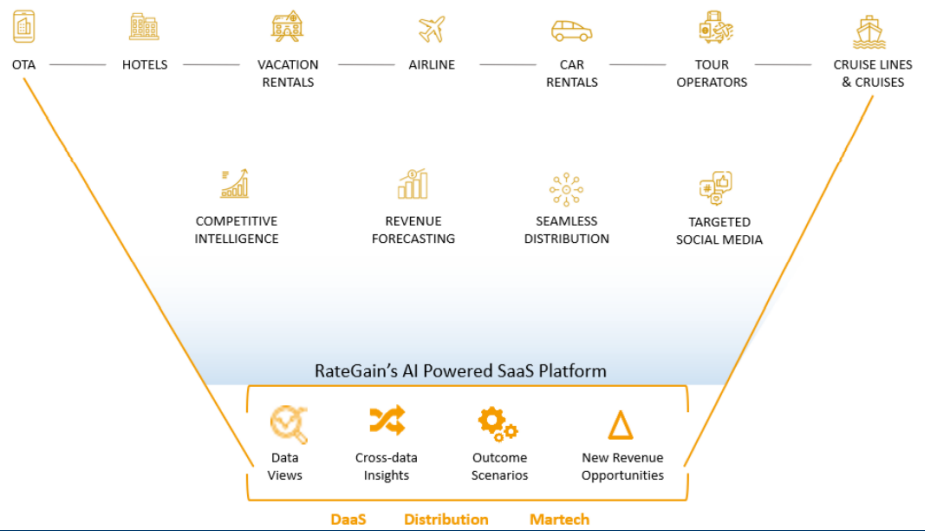 OTA
HOTELS
VACATION
RENTALS
AIRLINE
CAR
RENTALS
TOUR
OPERATORS
CRUISE LINES
& CRUISES
COMPETITIVE
INTELLIGENCE
REVENUE
FORECASTING
SEAMLESS
DISTRIBUTION
TARGETED
SOCIAL MEDIA
RateGain's AI Powered SaaS Platform
Data
Views
Cross-data
Insights
Outcome
Scenarios
New Revenue
Opportunities
DaaS Distribution Martech